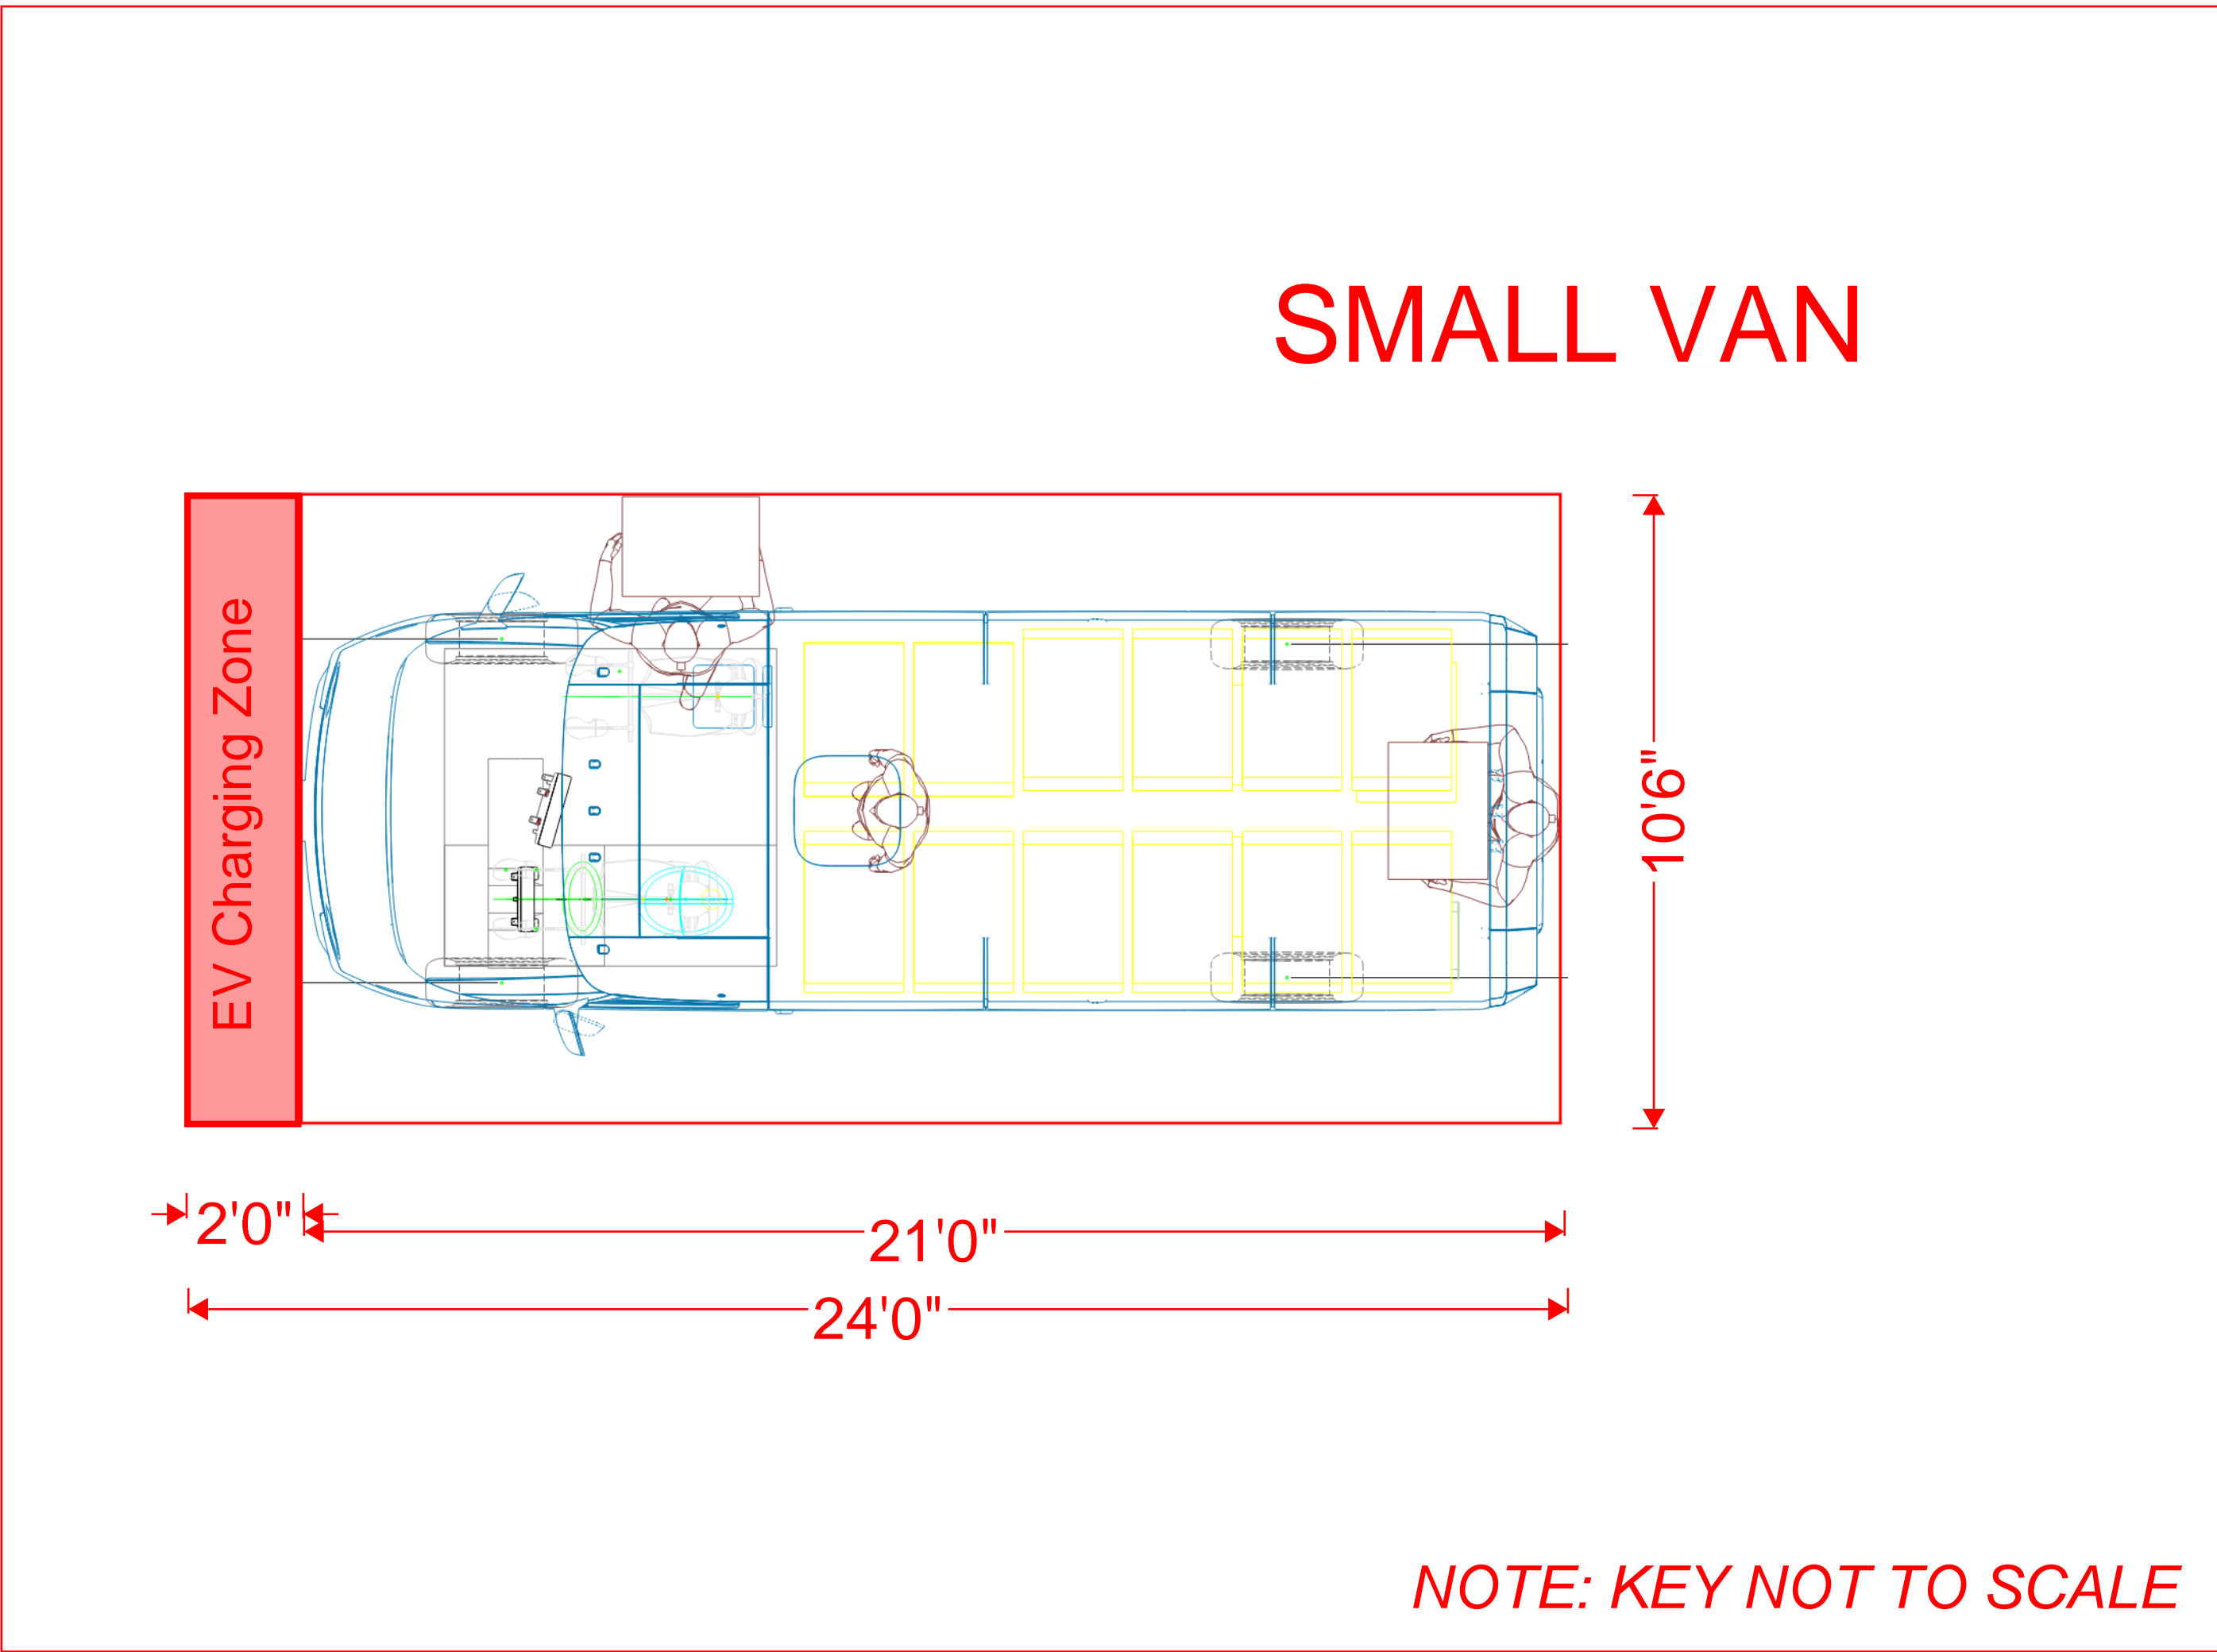 SMALL VAN
EV Charging Zone
10'6"
2'0"
21'0"
24'0"
NOTE: KEY NOT TO SCALE